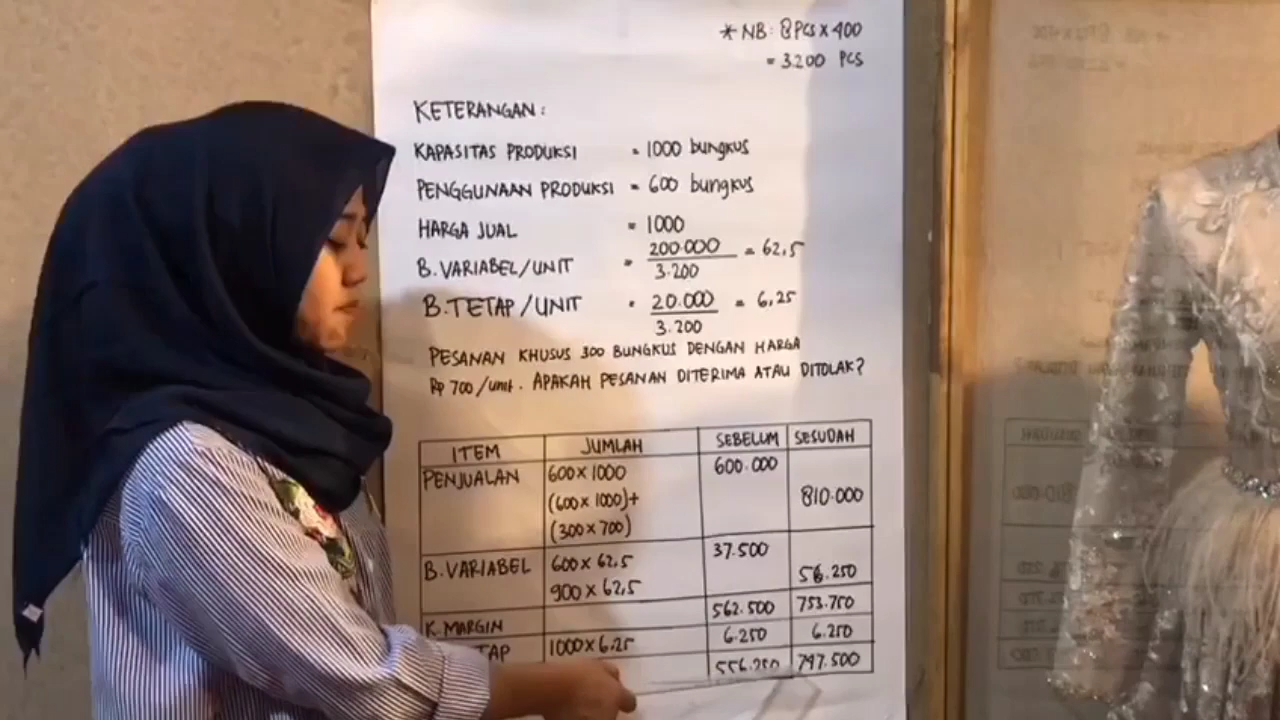 * NB: 8 PCS x 400
= 3.200 PCS
KETERANGAN:
KAPASITAS PRODUKSI = 1000 bungkus
PENGGUNAAN PRODUKSI = 600 bungkus
HARGA JUAL = 1000
B. VARIABEL/UNIT = 200.000 / 3.200 = 62,5
B. TETAP/UNIT = 20.000 / 3.200 = 6,25
PESANAN KHUSUS 300 BUNGKUS DENGAN HARGA
Rp 700/unit. APAKAH PESANAN DITERIMA ATAU DITOLAK?
ITEM JUMLAH SEBELUM SESUDAH
PENJUALAN 600 x 1000 600.000
(600 x 1000)+ 810.000
(300 x 700)
B. VARIABEL 600 x 62,5 37.500
900 x 62,5 56.250
K. MARGIN 562.500 753.750
TAP 1000 x 6,25 6.250 6.250
556.250 747.500